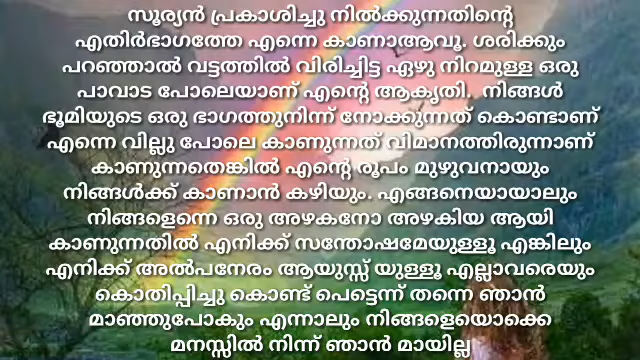 സൂര്യൻ പ്രകാശിച്ചു നിൽക്കുന്നതിന്റെ
എതിർഭാഗത്തേ എന്നെ കാണാആവൂ. ശരിക്കും
പറഞ്ഞാൽ വട്ടത്തിൽ വിരിച്ചിട്ട ഏഴു നിറമുള്ള ഒരു
പാവാട പോലെയാണ് എന്റെ ആകൃതി. നിങ്ങൾ
ഭൂമിയുടെ ഒരു ഭാഗത്തുനിന്ന് നോക്കുന്നത് കൊണ്ടാണ്
എന്നെ വില്ലു പോലെ കാണുന്നത് വിമാനത്തിരുന്നാണ്
കാണുന്നതെങ്കിൽ എന്റെ രൂപം മുഴുവനായും
നിങ്ങൾക്ക് കാണാൻ കഴിയും. എങ്ങനെയായാലും
നിങ്ങളെന്നെ ഒരു അഴകനോ അഴകിയ ആയി
കാണുന്നതിൽ എനിക്ക് സന്തോഷമേയുള്ളൂ എങ്കിലും
എനിക്ക് അൽപനേരം ആയുസ്സ് യുള്ളൂ എല്ലാവരെയും
കൊതിപ്പിച്ചു കൊണ്ട് പെട്ടെന്ന് തന്നെ ഞാൻ
മാഞ്ഞുപോകും എന്നാലും നിങ്ങളെയൊക്കെ
മനസ്സിൽ നിന്ന് ഞാൻ മായില്ല